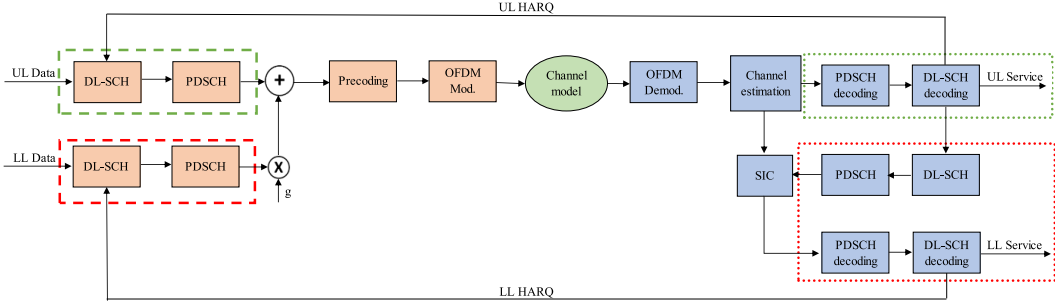 UL HARQ
UL Data
DL-SCH
PDSCH
+
Precoding
OFDM
Mod.
Channel
model
OFDM
Demod.
Channel
estimation
PDSCH
decoding
DL-SCH
decoding
UL Service
LL Data
DL-SCH
PDSCH
X
g
SIC
PDSCH
DL-SCH
PDSCH
decoding
DL-SCH
decoding
LL Service
LL HARQ